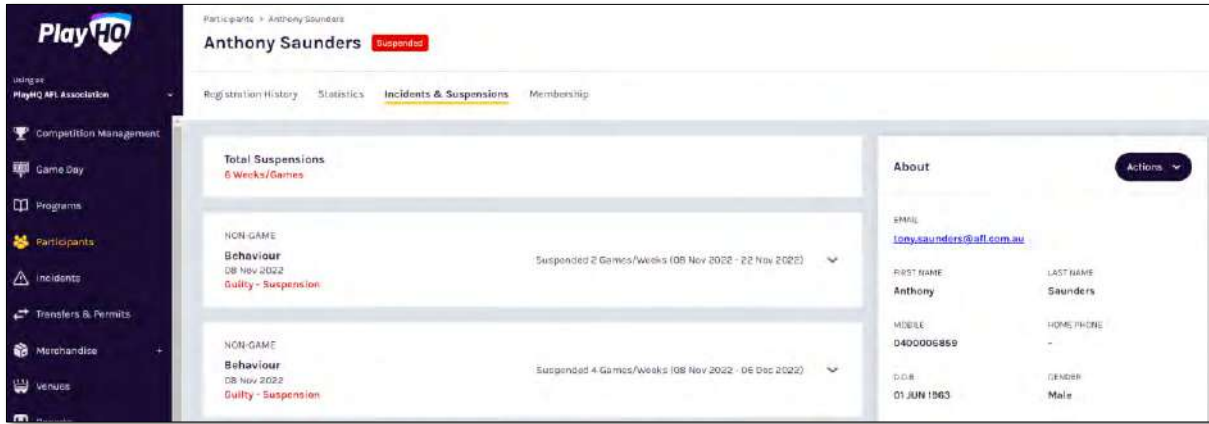 PlayHQ
Using as
PlayHQ AFL Association
Competition Management
Game Day
Programs
Participants
Incidents
Transfers & Permits
Merchandise +
Venues
Reports
Participants > Anthony Saunders
Anthony Saunders Suspended
Registration History Statistics Incidents & Suspensions Membership
Total Suspensions
6 Weeks/Games
NON-GAME
Behaviour
08 Nov 2022
Guilty - Suspension
Suspended 2 Games/Weeks (08 Nov 2022 - 22 Nov 2022)
NON-GAME
Behaviour
08 Nov 2022
Guilty - Suspension
Suspended 4 Games/Weeks (08 Nov 2022 - 06 Dec 2022)
About Actions
EMAIL
tony.saunders@afl.com.au
FIRST NAME LAST NAME
Anthony Saunders
MOBILE HOME PHONE
0400006859 -
D.O.B GENDER
01 JUN 1963 Male